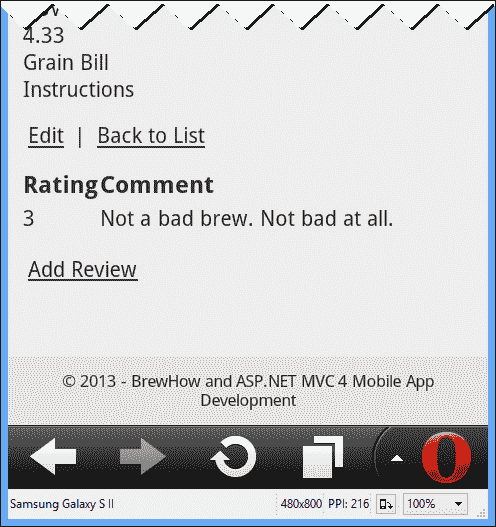 4.33
Grain Bill
Instructions
Edit | Back to List
Rating Comment
3 Not a bad brew. Not bad at all.
Add Review
© 2013 - BrewHow and ASP.NET MVC 4 Mobile App
Development
Samsung Galaxy S II 480x800 PPI: 216 100%